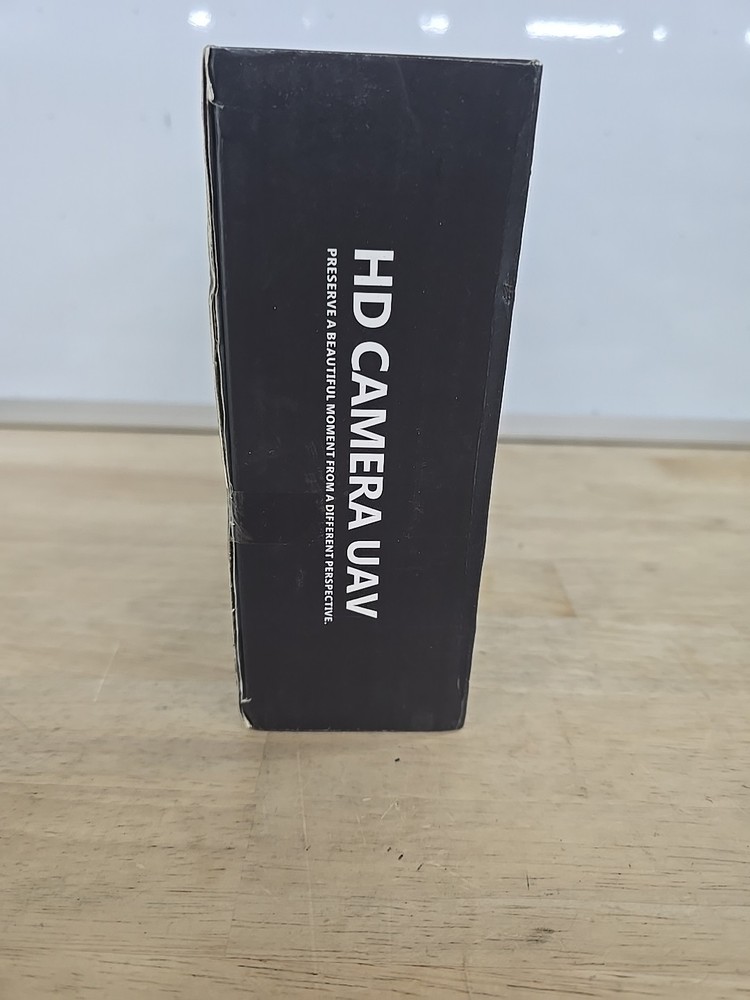 HD CAMERA UAV
PRESERVE A BEAUTIFUL MOMENT FROM A DIFFERENT PERSPECTIVE.